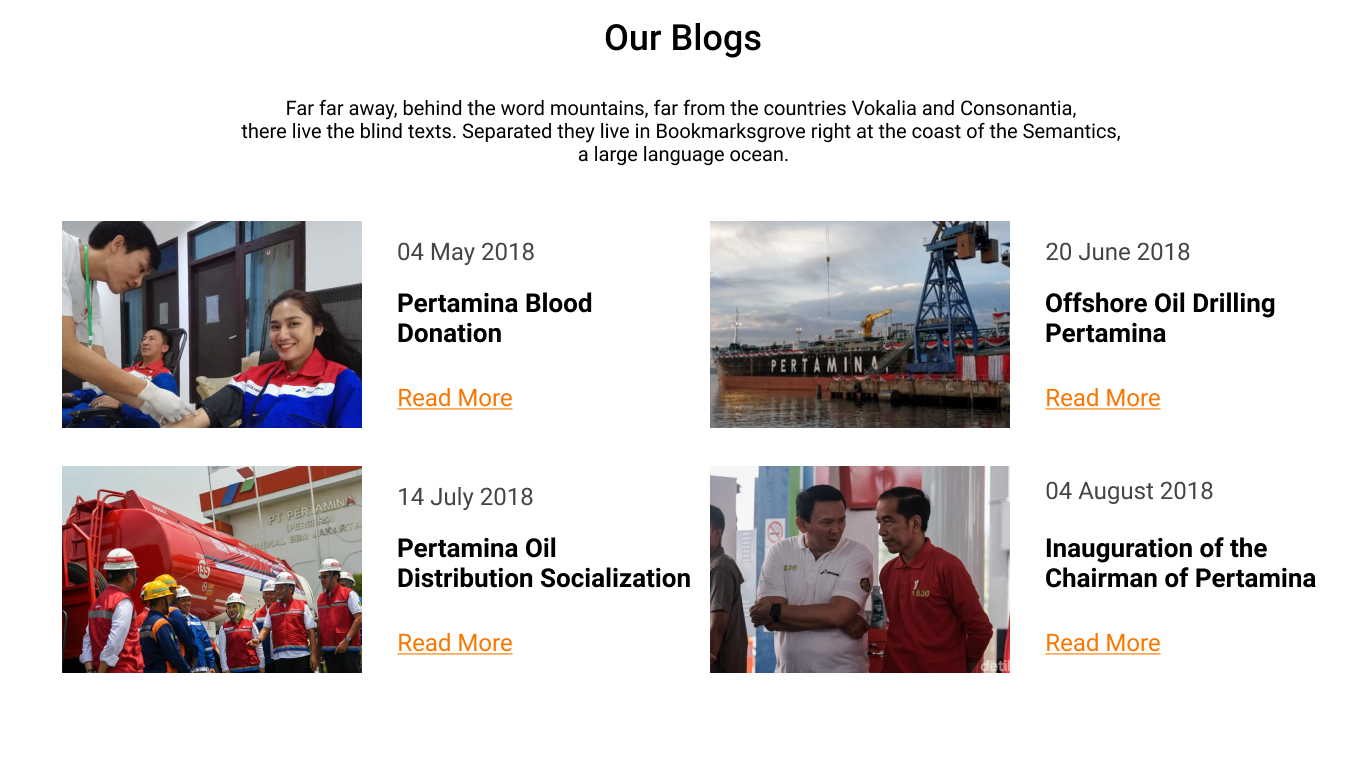 Our Blogs
Far far away, behind the word mountains, far from the countries Vokalia and Consonantia,
there live the blind texts. Separated they live in Bookmarksgrove right at the coast of the Semantics,
a large language ocean.
04 May 2018
Pertamina Blood
Donation
Read More
PERTAMINA
20 June 2018
Offshore Oil Drilling
Pertamina
Read More
PT PERTAMINA
(PERSERO)
14 July 2018
Pertamina Oil
Distribution Socialization
Read More
B30
B30
04 August 2018
Inauguration of the
Chairman of Pertamina
Read More